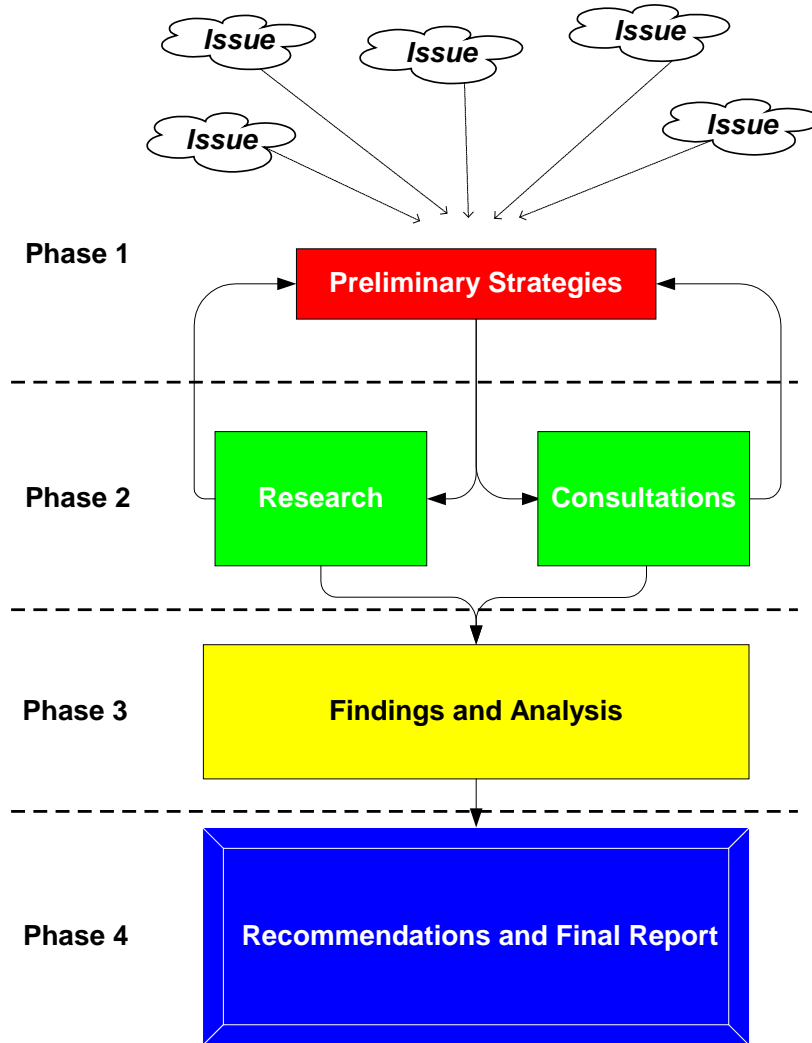 Issue
Issue
Issue
Issue
Issue
Phase 1
Preliminary Strategies
Phase 2
Research
Consultations
Phase 3
Findings and Analysis
Phase 4
Recommendations and Final Report